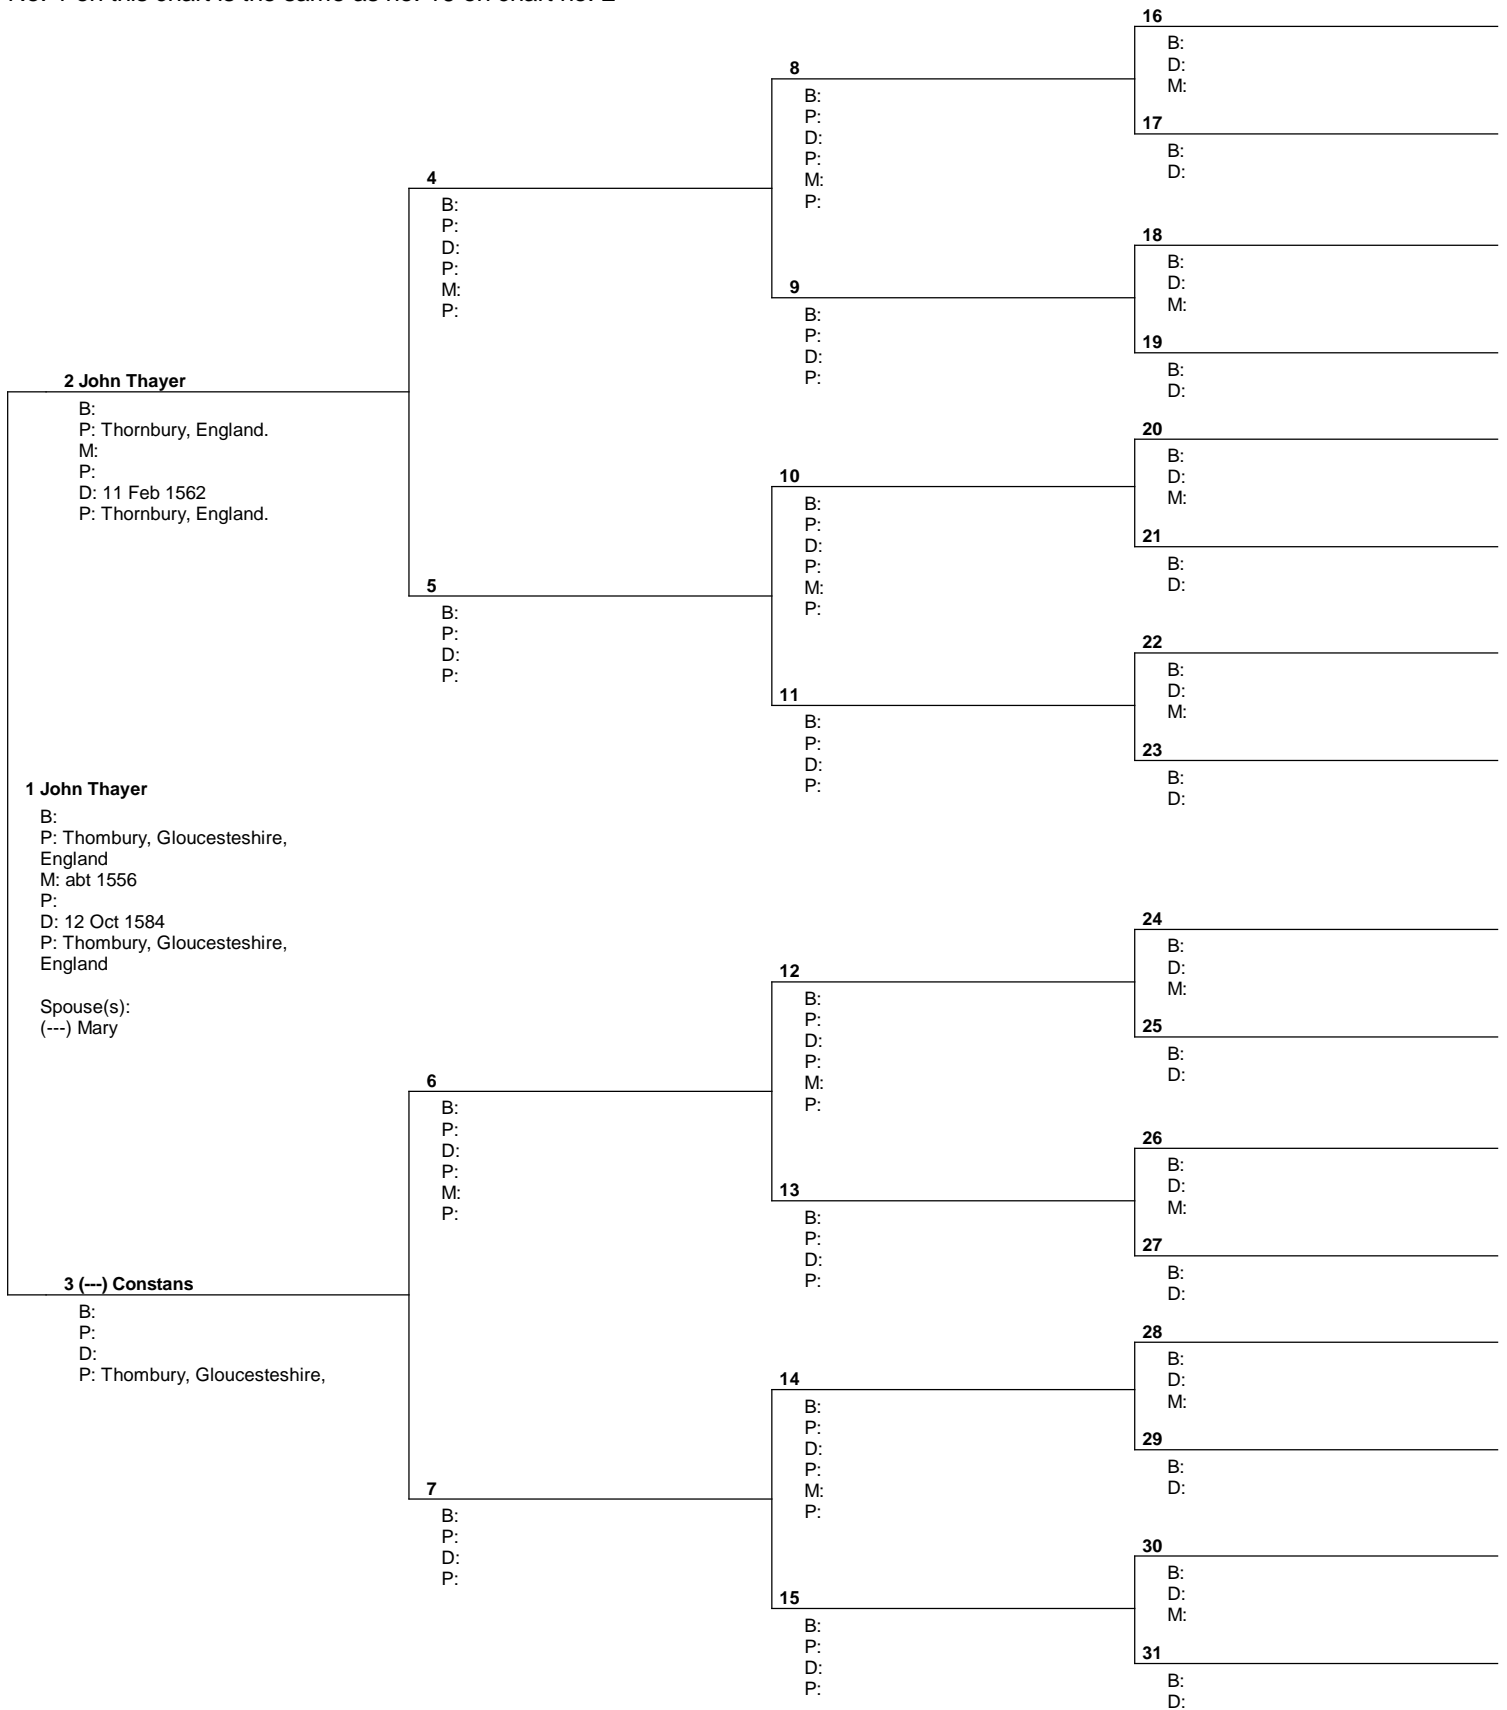 No. 1 on this chart is the same as no. on chart no. 2
1 John Thayer
B:
P: Thombury, Gloucesteshire,
England
M: abt 1556
P:
D: 12 Oct 1584
P: Thombury, Gloucesteshire,
England
Spouse(s):
(---) Mary
2 John Thayer
B:
P: Thornbury, England.
M:
P:
D: 11 Feb 1562
P: Thornbury, England.
3 (---) Constans
B:
P:
D:
P: Thombury, Gloucesteshire,
4
B:
P:
D:
P:
M:
P:
5
B:
P:
D:
P:
6
B:
P:
D:
P:
M:
P:
7
B:
P:
D:
P:
8
B:
P:
D:
P:
M:
P:
9
B:
P:
D:
P:
10
B:
P:
D:
P:
M:
P:
11
B:
P:
D:
P:
12
B:
P:
D:
P:
M:
P:
13
B:
P:
D:
P:
14
B:
P:
D:
P:
M:
P:
15
B:
P:
D:
P:
16
B:
D:
M:
17
B:
D:
18
B:
D:
M:
19
B:
D:
20
B:
D:
M:
21
B:
D:
22
B:
D:
M:
23
B:
D:
24
B:
D:
M:
25
B:
D:
26
B:
D:
M:
27
B:
D:
28
B:
D:
M:
29
B:
D:
30
B:
D:
M:
31
B:
D: